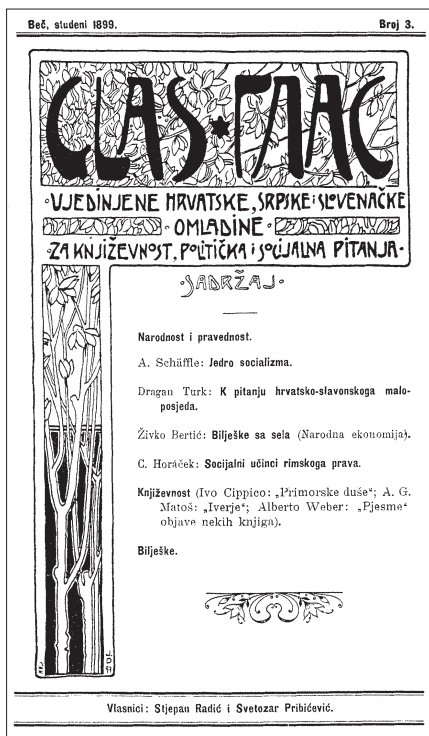 Beč, studeni 1899. Broj 3.
GLAS ✶ ГЛАС
·UJEDINJENE HRVATSKE, SRPSKE i SLOVENAČKE
·OMLADINE·
·ZA KNJIŽEVNOST, POLITIČKA i SOCIJALNA PITANJA·
·SADRŽAJ·
Narodnost i pravednost.
A. Schäffle: Jedro socializma.
Dragan Turk: K pitanju hrvatsko-slavonskoga malo-
posjeda.
Živko Bertić: Bilješke sa sela (Narodna ekonomija).
C. Horáček: Socijalni učinci rimskoga prava.
Književnost (Ivo Cippico: „Primorske duše“; A. G.
Matoš: „Iverje“; Alberto Weber: „Pjesme“
objave nekih knjiga).
Bilješke.
Vlasnici: Stjepan Radić i Svetozar Pribićević.